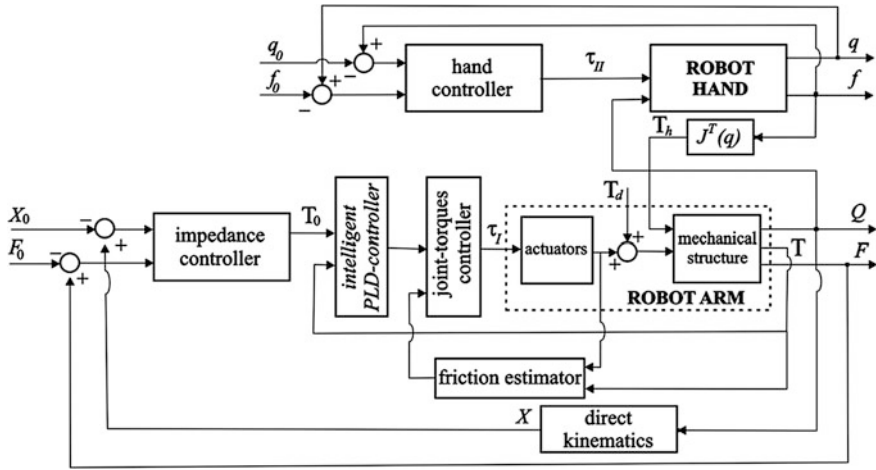 q₀
f₀
+
−
+
−
hand
controller
τ_II
ROBOT
HAND
q
f
T_h
J^T(q)
X₀
F₀
−
+
−
+
impedance
controller
T₀
intelligent
PLD-controller
joint-torques
controller
τ_I
actuators
T_d
+
+
mechanical
structure
ROBOT ARM
Q
T
F
friction estimator
X
direct
kinematics